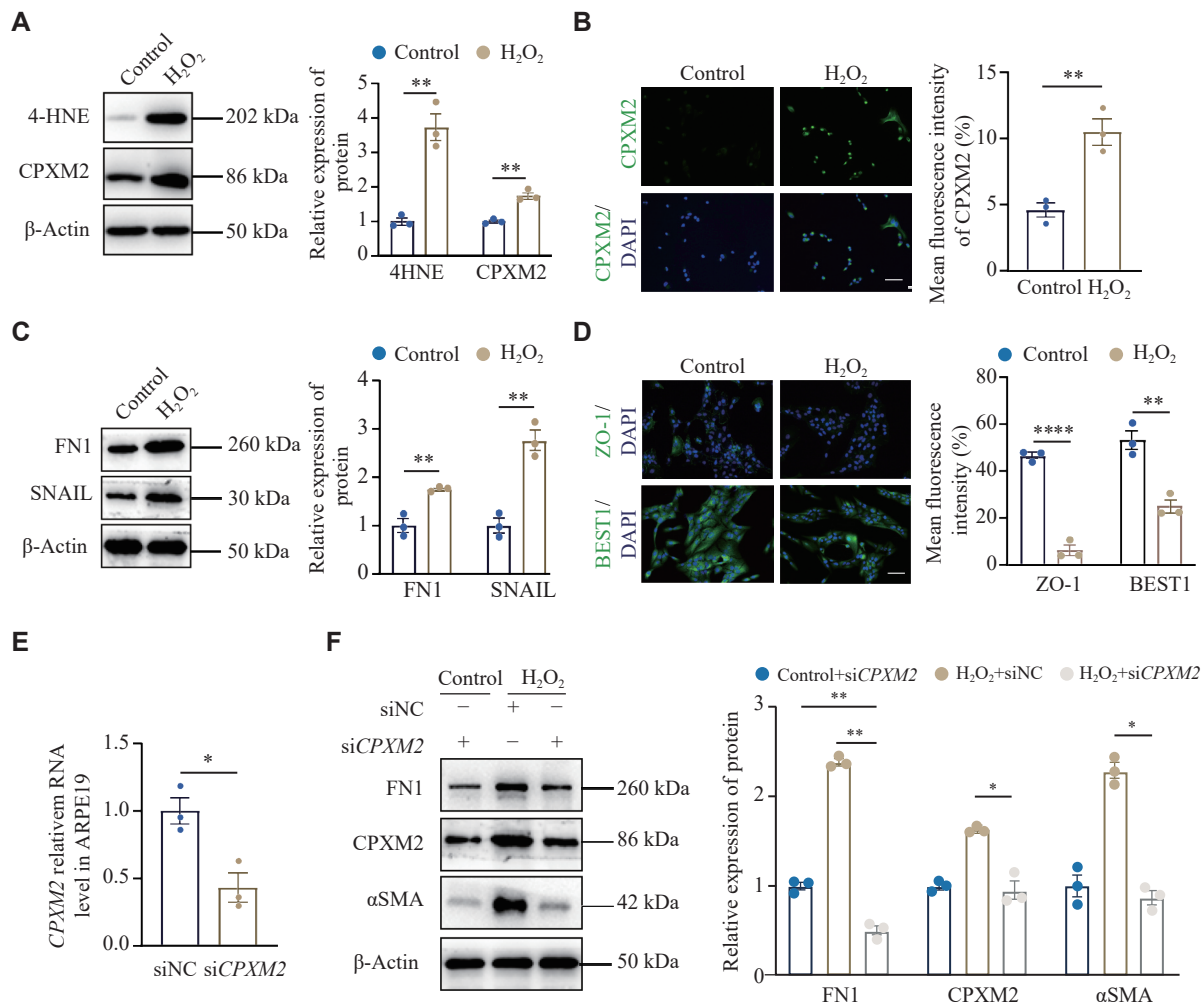 A
Control
H₂O₂
4-HNE
202 kDa
CPXM2
86 kDa
β-Actin
50 kDa
Control
H₂O₂
Relative expression of
protein
5
4
3
2
1
0
**
**
4HNE
CPXM2
B
Control
H₂O₂
CPXM2
CPXM2/
DAPI
Mean fluorescence intensity
of CPXM2 (%)
15
10
5
0
**
Control H₂O₂
C
Control
H₂O₂
FN1
260 kDa
SNAIL
30 kDa
β-Actin
50 kDa
Control
H₂O₂
Relative expression of
protein
4
3
2
1
0
**
**
FN1
SNAIL
D
Control
H₂O₂
ZO-1/
DAPI
BEST1/
DAPI
Control
H₂O₂
Mean fluorescence
intensity (%)
80
60
40
20
0
****
**
ZO-1
BEST1
E
CPXM2 relativem RNA
level in ARPE19
1.5
1.0
0.5
0.0
*
siNC siCPXM2
F
Control H₂O₂
siNC − + −
siCPXM2 + − +
FN1
260 kDa
CPXM2
86 kDa
αSMA
42 kDa
β-Actin
50 kDa
Control+siCPXM2
H₂O₂+siNC
H₂O₂+siCPXM2
Relative expression of protein
3
2
1
0
**
**
*
*
FN1
CPXM2
αSMA